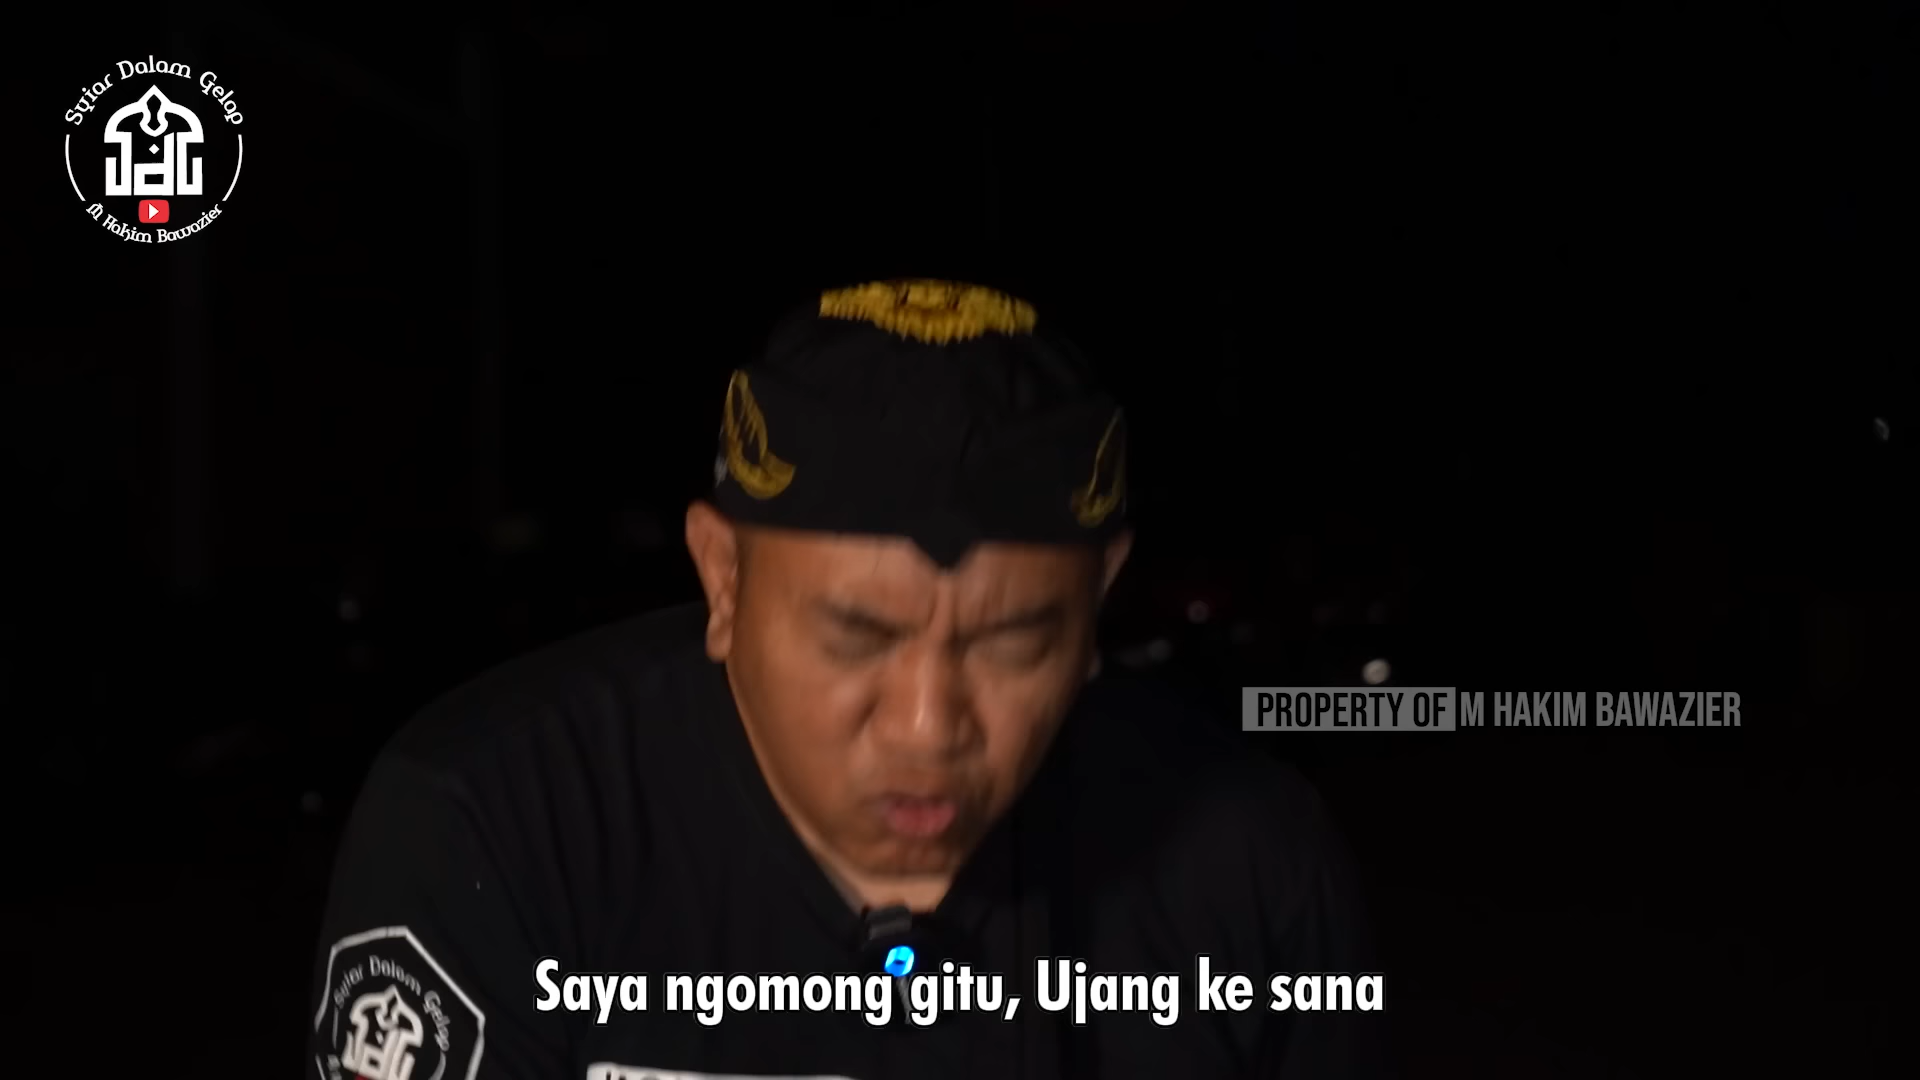 Syiar Dalam Gelap
M Hakim Bawazier
PROPERTY OF M HAKIM BAWAZIER
Saya ngomong gitu, Ujang ke sana
Syiar Dalam Gelap